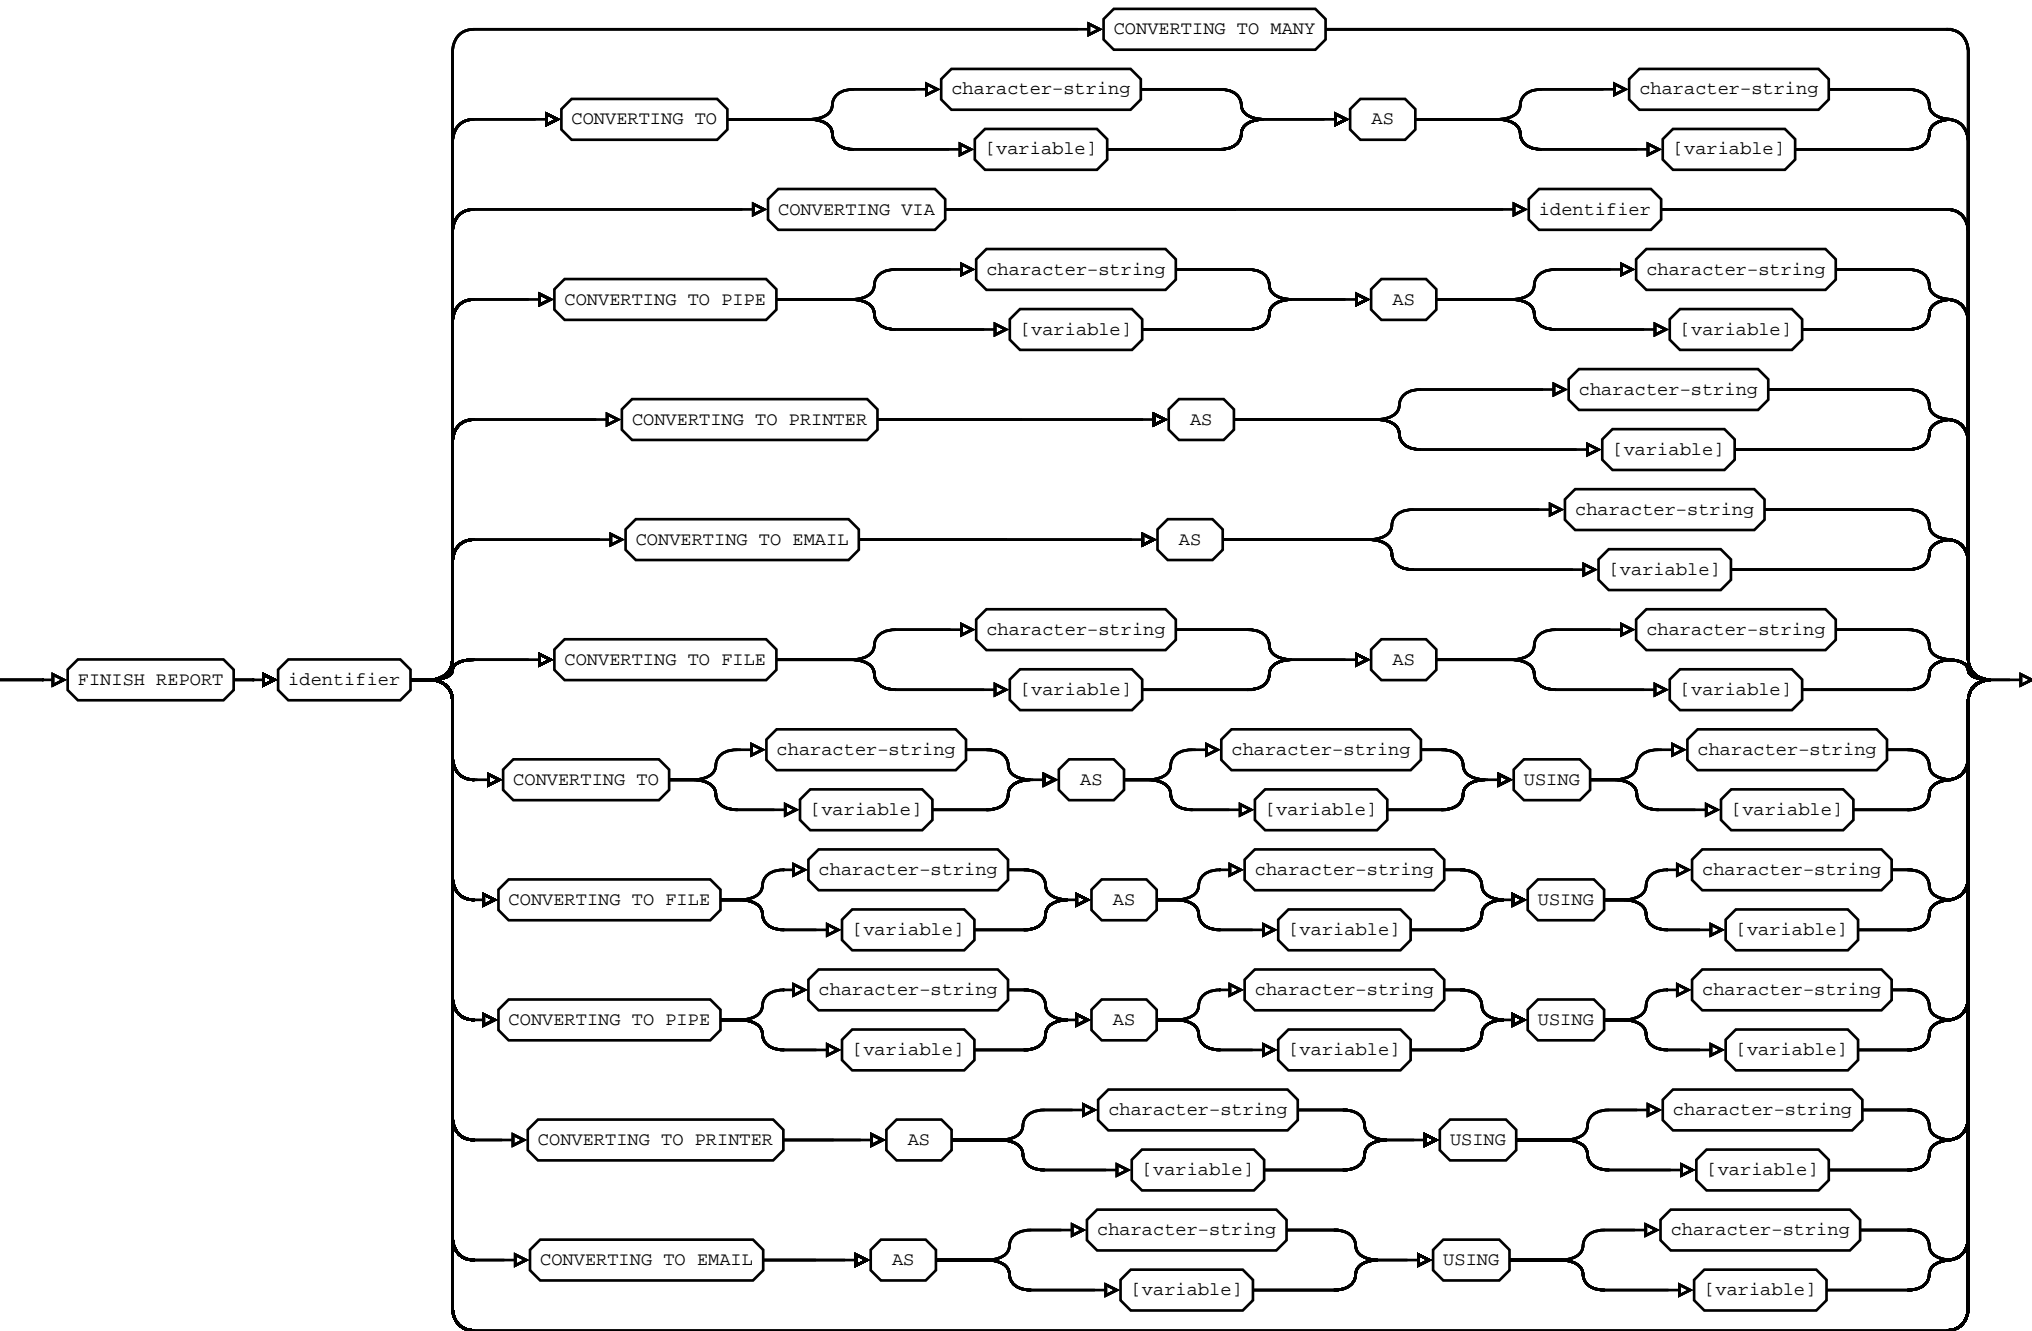 CONVERTING TO MANY
character-string character-string
CONVERTING TO AS
[variable] [variable]
CONVERTING VIA identifier
character-string character-string
CONVERTING TO PIPE AS
[variable] [variable]
character-string
CONVERTING TO PRINTER AS
[variable]
character-string
CONVERTING TO EMAIL AS
[variable]
character-string character-string
CONVERTING TO FILE AS
FINISH REPORT identifier
[variable] [variable]
character-string character-string character-string
CONVERTING TO AS USING
[variable] [variable] [variable]
character-string character-string character-string
CONVERTING TO FILE AS USING
[variable] [variable] [variable]
character-string character-string character-string
CONVERTING TO PIPE AS USING
[variable] [variable] [variable]
character-string character-string
CONVERTING TO PRINTER AS USING
[variable] [variable]
character-string character-string
CONVERTING TO EMAIL AS USING
[variable] [variable]